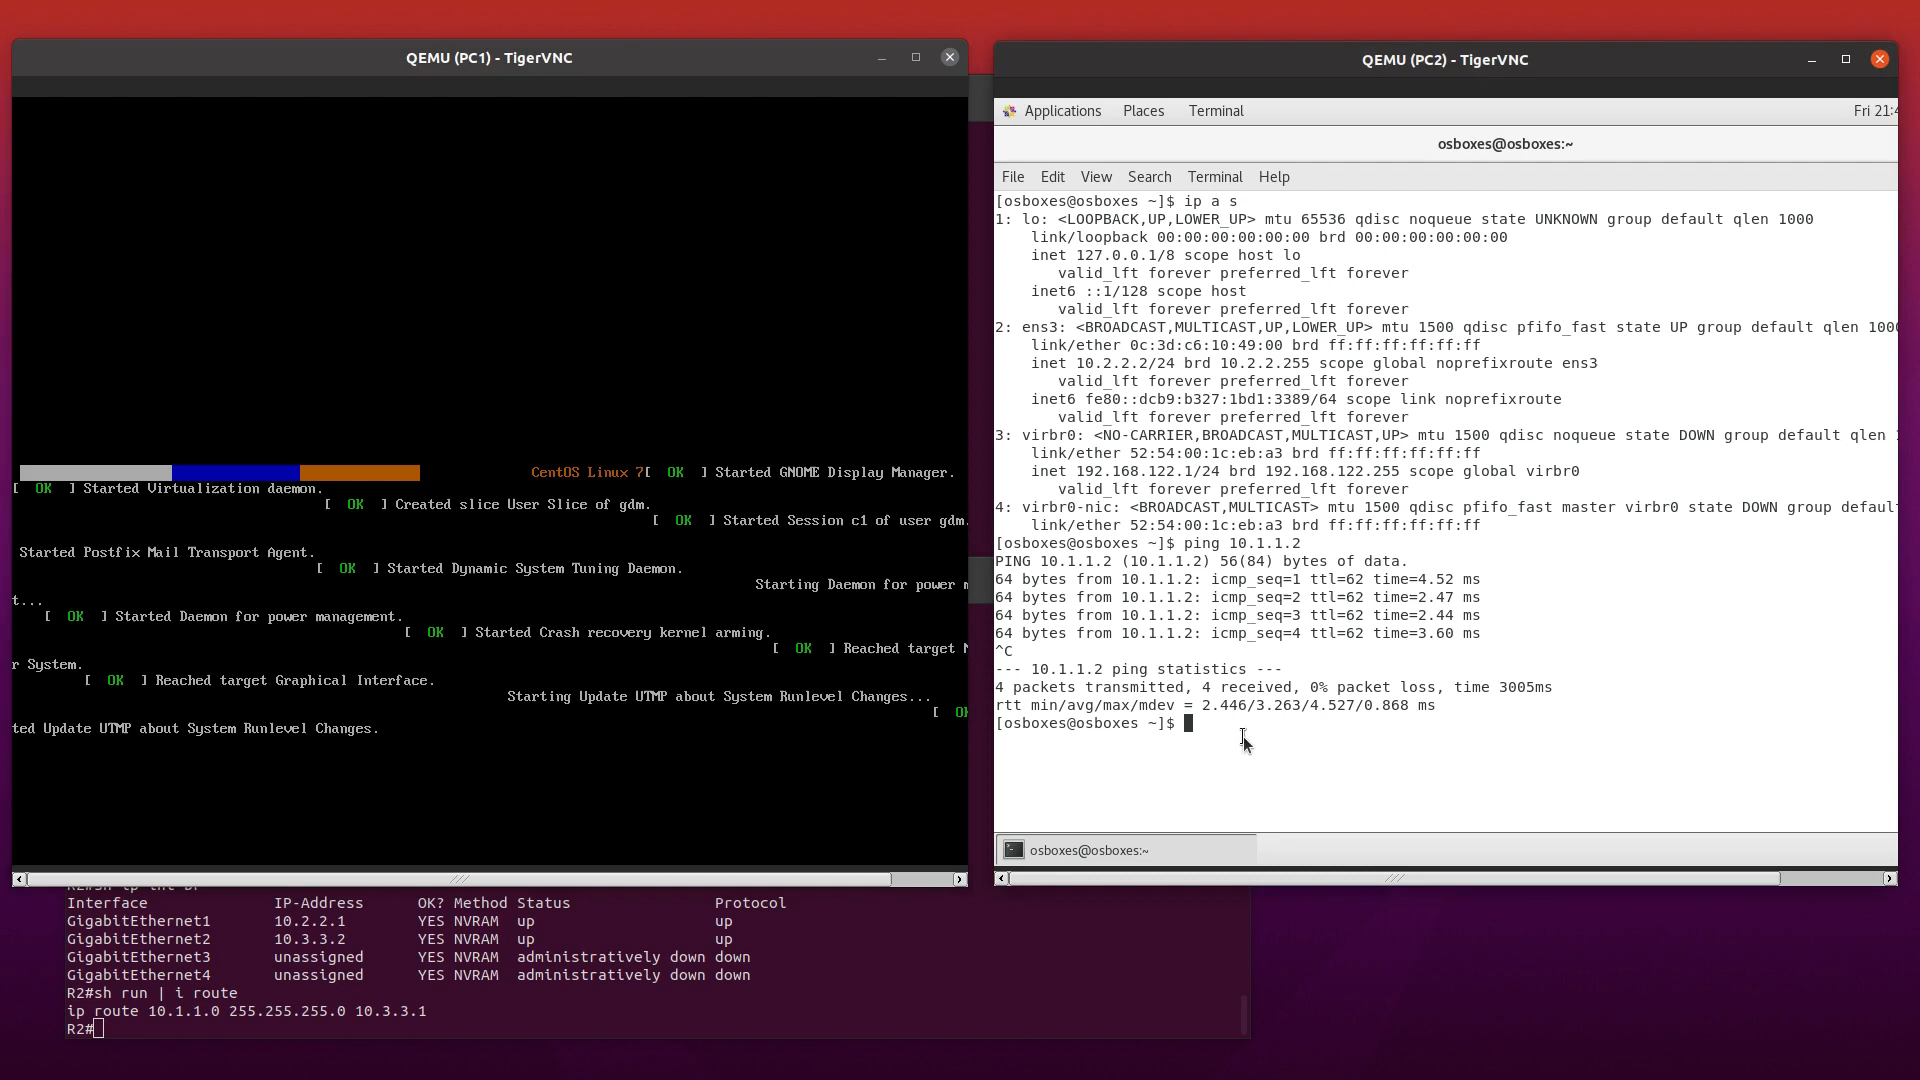 QEMU (PC1) - TigerVNC
CentOS Linux 7[ OK ] Started GNOME Display Manager.
[ OK ] Started Virtualization daemon.
[ OK ] Created slice User Slice of gdm.
[ OK ] Started Session c1 of user gdm.
Started Postfix Mail Transport Agent.
[ OK ] Started Dynamic System Tuning Daemon.
Starting Daemon for power
t...
[ OK ] Started Daemon for power management.
[ OK ] Started Crash recovery kernel arming.
[ OK ] Reached target
r System.
[ OK ] Reached target Graphical Interface.
Starting Update UTMP about System Runlevel Changes...
[ OK
ted Update UTMP about System Runlevel Changes.
QEMU (PC2) - TigerVNC
Applications Places Terminal Fri 21:
osboxes@osboxes:~
File Edit View Search Terminal Help
[osboxes@osboxes ~]$ ip a s
1: lo: <LOOPBACK,UP,LOWER_UP> mtu 65536 qdisc noqueue state UNKNOWN group default qlen 1000
link/loopback 00:00:00:00:00:00 brd 00:00:00:00:00:00
inet 127.0.0.1/8 scope host lo
valid_lft forever preferred_lft forever
inet6 ::1/128 scope host
valid_lft forever preferred_lft forever
2: ens3: <BROADCAST,MULTICAST,UP,LOWER_UP> mtu 1500 qdisc pfifo_fast state UP group default qlen 1000
link/ether 0c:3d:c6:10:49:00 brd ff:ff:ff:ff:ff:ff
inet 10.2.2.2/24 brd 10.2.2.255 scope global noprefixroute ens3
valid_lft forever preferred_lft forever
inet6 fe80::dcb9:b327:1bd1:3389/64 scope link noprefixroute
valid_lft forever preferred_lft forever
3: virbr0: <NO-CARRIER,BROADCAST,MULTICAST,UP> mtu 1500 qdisc noqueue state DOWN group default qlen
link/ether 52:54:00:1c:eb:a3 brd ff:ff:ff:ff:ff:ff
inet 192.168.122.1/24 brd 192.168.122.255 scope global virbr0
valid_lft forever preferred_lft forever
4: virbr0-nic: <BROADCAST,MULTICAST> mtu 1500 qdisc pfifo_fast master virbr0 state DOWN group default
link/ether 52:54:00:1c:eb:a3 brd ff:ff:ff:ff:ff:ff
[osboxes@osboxes ~]$ ping 10.1.1.2
PING 10.1.1.2 (10.1.1.2) 56(84) bytes of data.
64 bytes from 10.1.1.2: icmp_seq=1 ttl=62 time=4.52 ms
64 bytes from 10.1.1.2: icmp_seq=2 ttl=62 time=2.47 ms
64 bytes from 10.1.1.2: icmp_seq=3 ttl=62 time=2.44 ms
64 bytes from 10.1.1.2: icmp_seq=4 ttl=62 time=3.60 ms
^C
--- 10.1.1.2 ping statistics ---
4 packets transmitted, 4 received, 0% packet loss, time 3005ms
rtt min/avg/max/mdev = 2.446/3.263/4.527/0.868 ms
[osboxes@osboxes ~]$
osboxes@osboxes:~
Interface IP-Address OK? Method Status Protocol
GigabitEthernet1 10.2.2.1 YES NVRAM up up
GigabitEthernet2 10.3.3.2 YES NVRAM up up
GigabitEthernet3 unassigned YES NVRAM administratively down down
GigabitEthernet4 unassigned YES NVRAM administratively down down
R2#sh run | i route
ip route 10.1.1.0 255.255.255.0 10.3.3.1
R2#